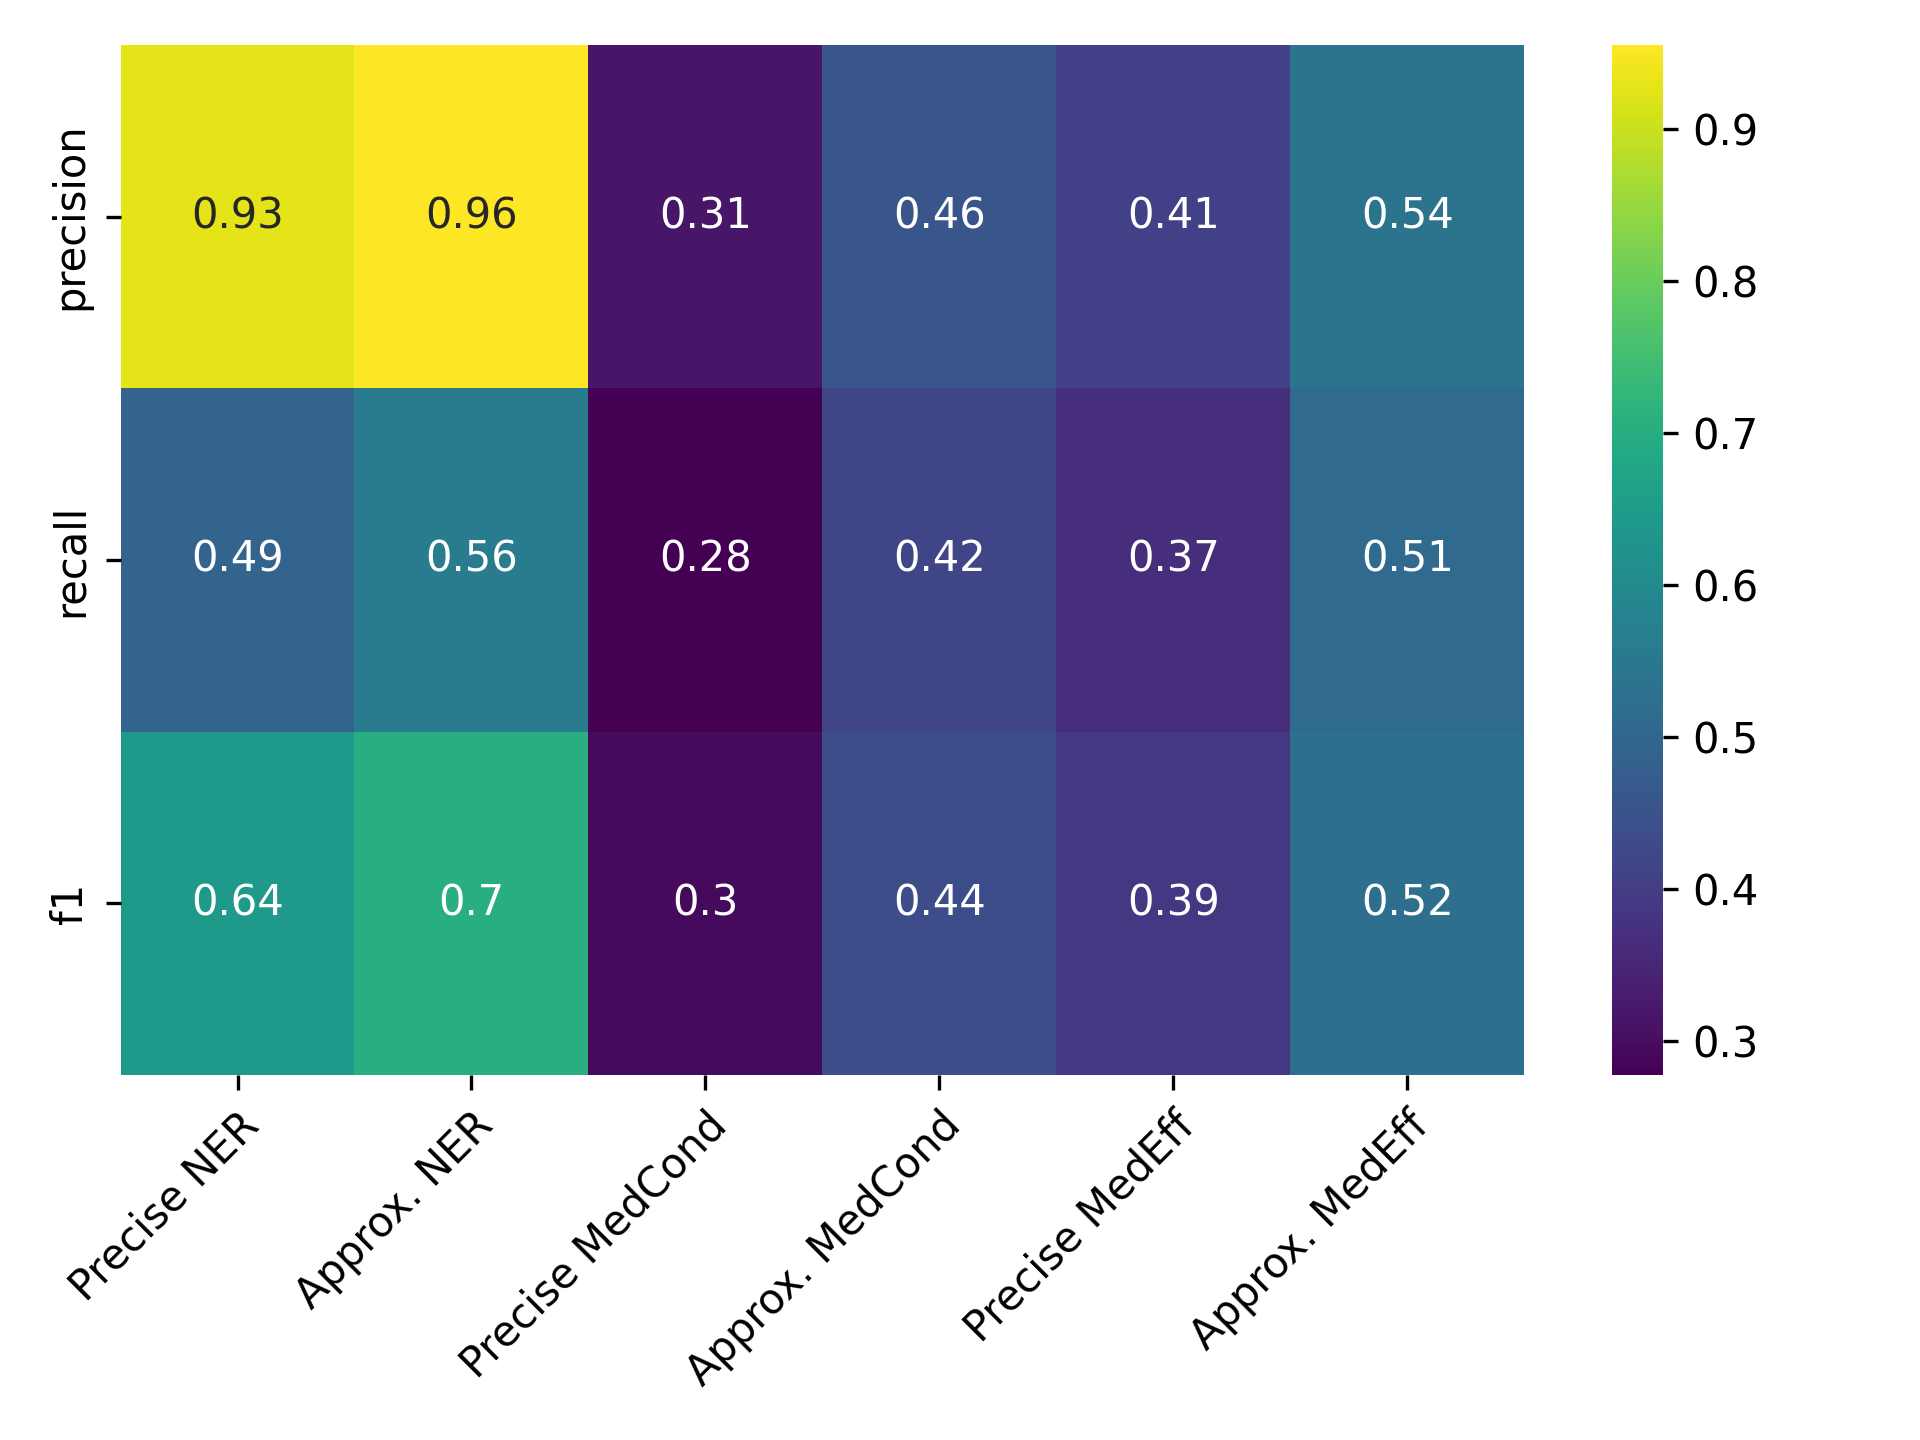 precision 0.93 0.96 0.31 0.46 0.41 0.54
recall 0.49 0.56 0.28 0.42 0.37 0.51
f1 0.64 0.7 0.3 0.44 0.39 0.52
Precise NER
Approx. NER
Precise MedCond
Approx. MedCond
Precise MedEff
Approx. MedEff
0.9
0.8
0.7
0.6
0.5
0.4
0.3